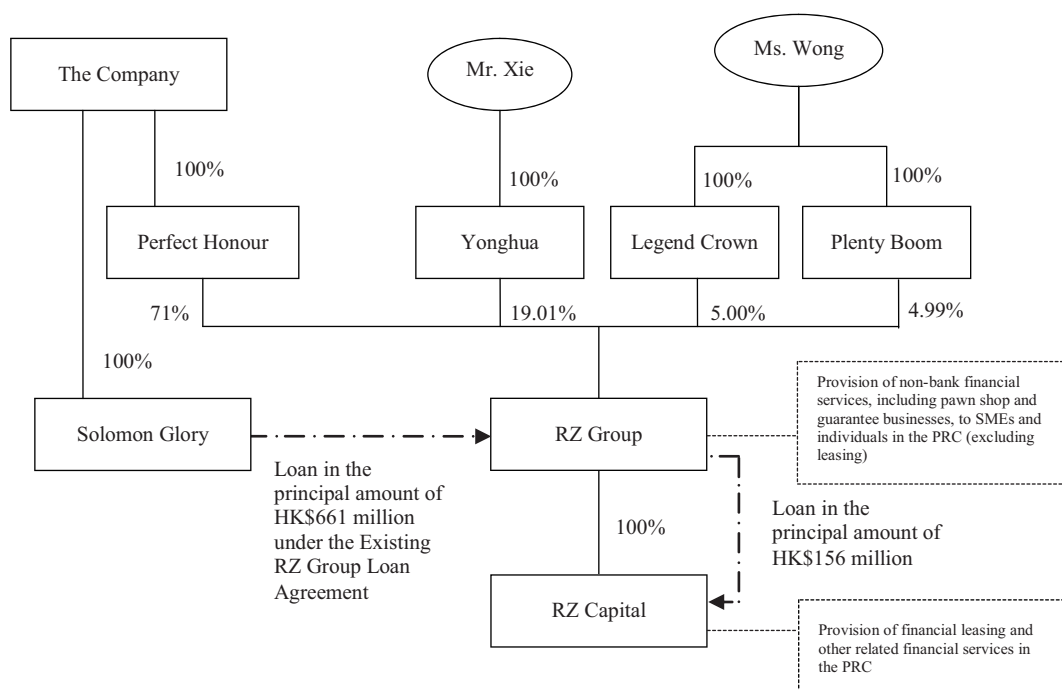 The Company
Mr. Xie
Ms. Wong
100%
100%
100%
100%
Perfect Honour
Yonghua
Legend Crown
Plenty Boom
71%
19.01%
5.00%
4.99%
100%
Solomon Glory
RZ Group
Provision of non-bank financial
services, including pawn shop and
guarantee businesses, to SMEs and
individuals in the PRC (excluding
leasing)
Loan in the
principal amount of
HK$661 million
under the Existing
RZ Group Loan
Agreement
100%
Loan in the
principal amount of
HK$156 million
RZ Capital
Provision of financial leasing and
other related financial services in
the PRC